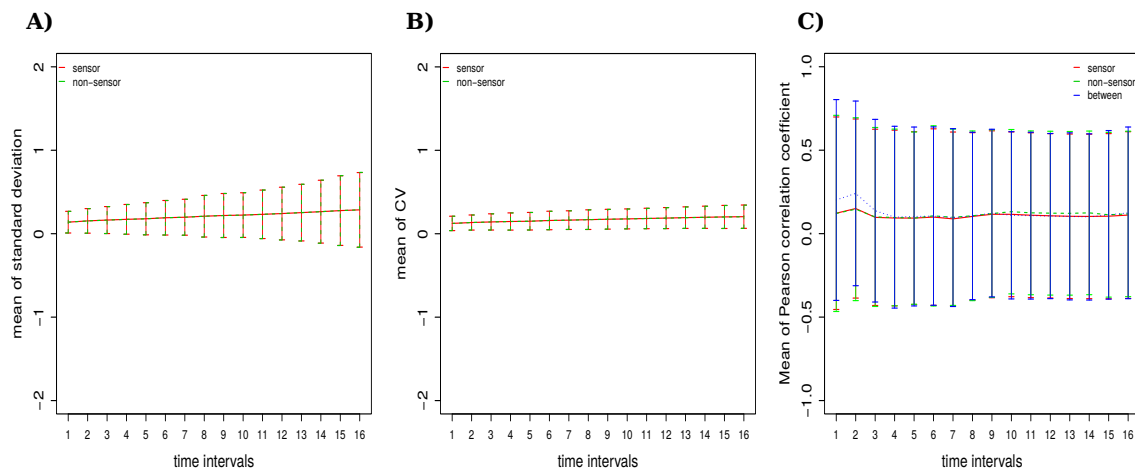 A)
mean of standard deviation
2
1
0
−1
−2
sensor
non−sensor
1 2 3 4 5 6 7 8 9 10 11 12 13 14 15 16
time intervals
B)
mean of CV
2
1
0
−1
−2
sensor
non−sensor
1 2 3 4 5 6 7 8 9 10 11 12 13 14 15 16
time intervals
C)
Mean of Pearson correlation coefficient
1.0
0.5
0.0
−0.5
−1.0
sensor
non−sensor
between
1 2 3 4 5 6 7 8 9 10 11 12 13 14 15 16
time intervals